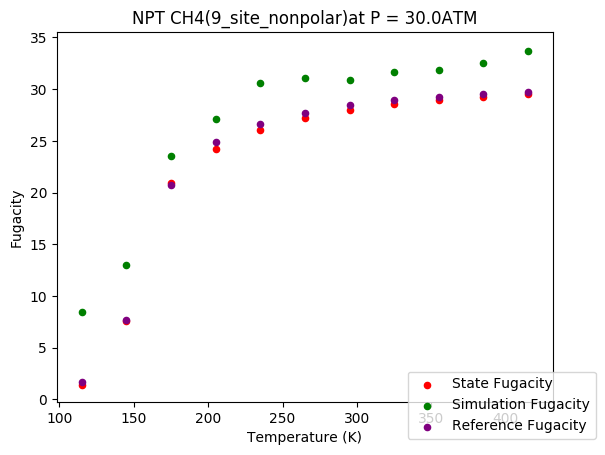 NPT CH4(9_site_nonpolar)at P = 30.0ATM
35
30
25
20
15
10
5
0
Fugacity
100 150 200 250 300 350 400
Temperature (K)
State Fugacity
Simulation Fugacity
Reference Fugacity